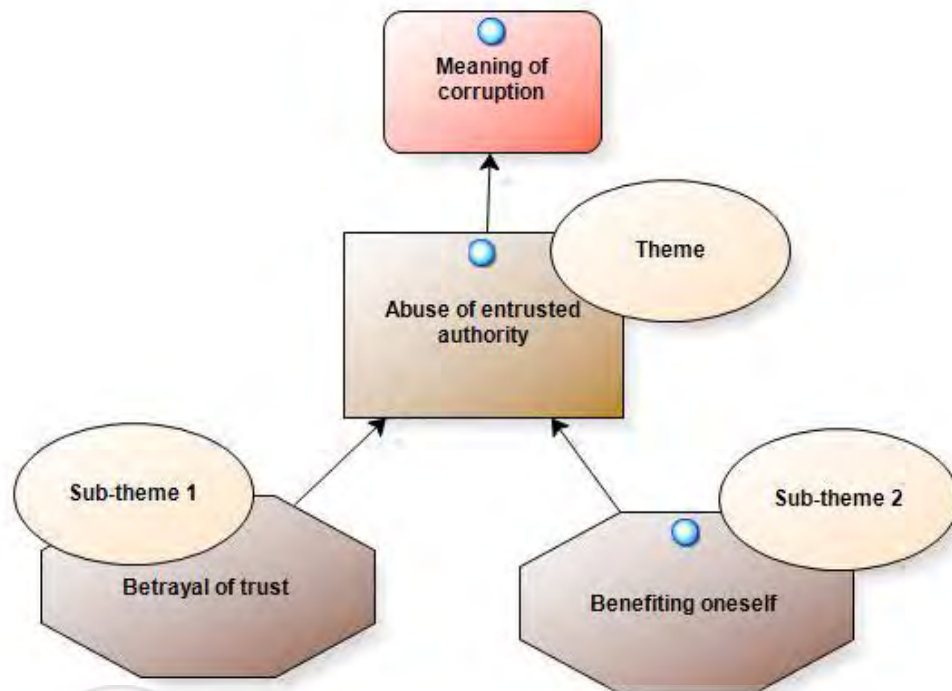 Meaning of
corruption
Theme
Abuse of entrusted
authority
Sub-theme 1
Sub-theme 2
Betrayal of trust
Benefiting oneself